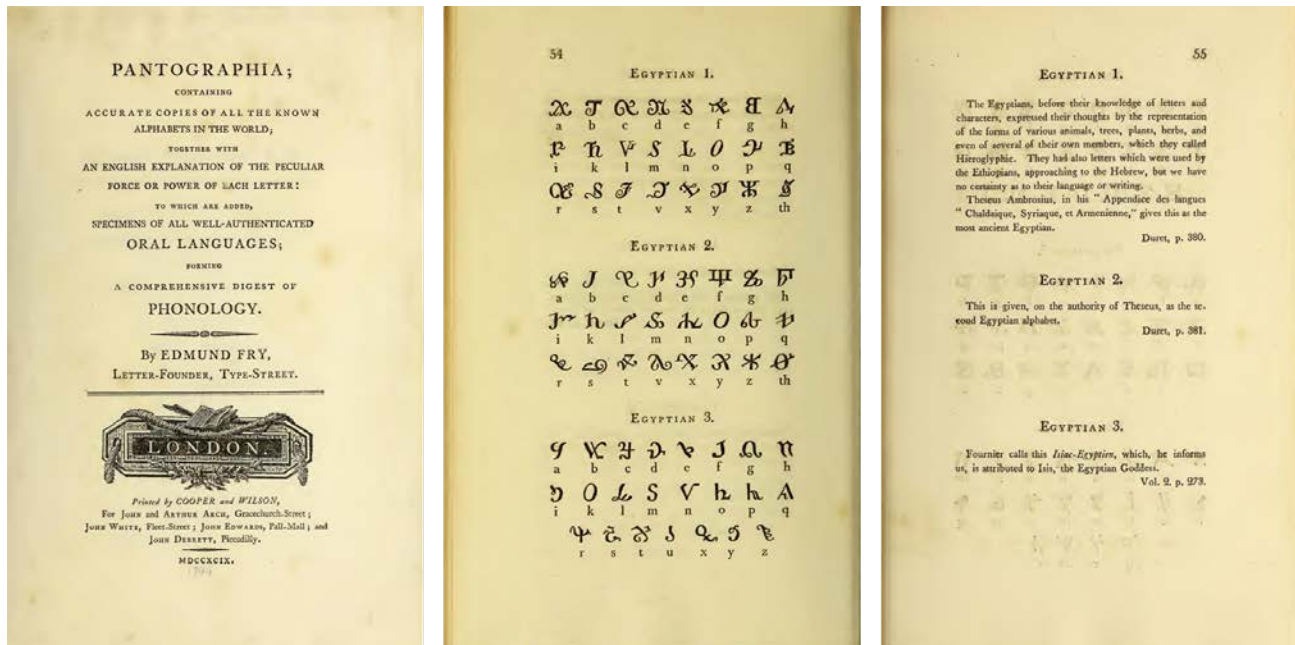 PANTOGRAPHIA;
CONTAINING
ACCURATE COPIES OF ALL THE KNOWN
ALPHABETS IN THE WORLD;
TOGETHER WITH
AN ENGLISH EXPLANATION OF THE PECULIAR
FORCE OR POWER OF EACH LETTER:
TO WHICH ARE ADDED,
SPECIMENS OF ALL WELL-AUTHENTICATED
ORAL LANGUAGES;
FORMING
A COMPREHENSIVE DIGEST OF
PHONOLOGY.
By EDMUND FRY,
LETTER-FOUNDER, TYPE-STREET.
LONDON.
Printed by COOPER and WILSON,
For JOHN and ARTHUR ARCH, Gracechurch-Street;
JOHN WHITE, Fleet-Street; JOHN EDWARDS, Pall-Mall; and
JOHN DEBRETT, Piccadilly.
MDCCXCIX.
1799
54
EGYPTIAN 1.
a b c d e f g h
i k l m n o p q
r s t v x y z th
EGYPTIAN 2.
a b c d e f g h
i k l m n o p q
r s t v x y z th
EGYPTIAN 3.
a b c d e f g h
i k l m n o p q
r s t u x y z
55
EGYPTIAN 1.
The Egyptians, before their knowledge of letters and
characters, expressed their thoughts by the representation
of the forms of various animals, trees, plants, herbs, and
even of several of their own members, which they called
Hieroglyphic. They had also letters which were used by
the Ethiopians, approaching to the Hebrew, but we have
no certainty as to their language or writing.
Theseus Ambrosius, in his " Appendice des langues
" Chaldeique, Syriaque, et Armenienne," gives this as the
most ancient Egyptian.
Duret, p. 380.
EGYPTIAN 2.
This is given, on the authority of Theseus, as the se-
cond Egyptian alphabet.
Duret, p. 381.
EGYPTIAN 3.
Fournier calls this Isiac-Egyptien, which, he informs
us, is attributed to Isis, the Egyptian Goddess.
Vol. 2. p. 273.